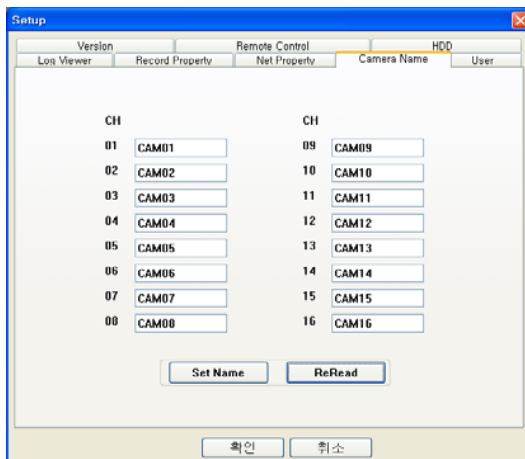 Setup
Version Remote Control HDD
Log Viewer Record Property Net Property Camera Name User
CH CH
01 CAM01 09 CAM09
02 CAM02 10 CAM10
03 CAM03 11 CAM11
04 CAM04 12 CAM12
05 CAM05 13 CAM13
06 CAM06 14 CAM14
07 CAM07 15 CAM15
08 CAM08 16 CAM16
Set Name ReRead
확인 취소